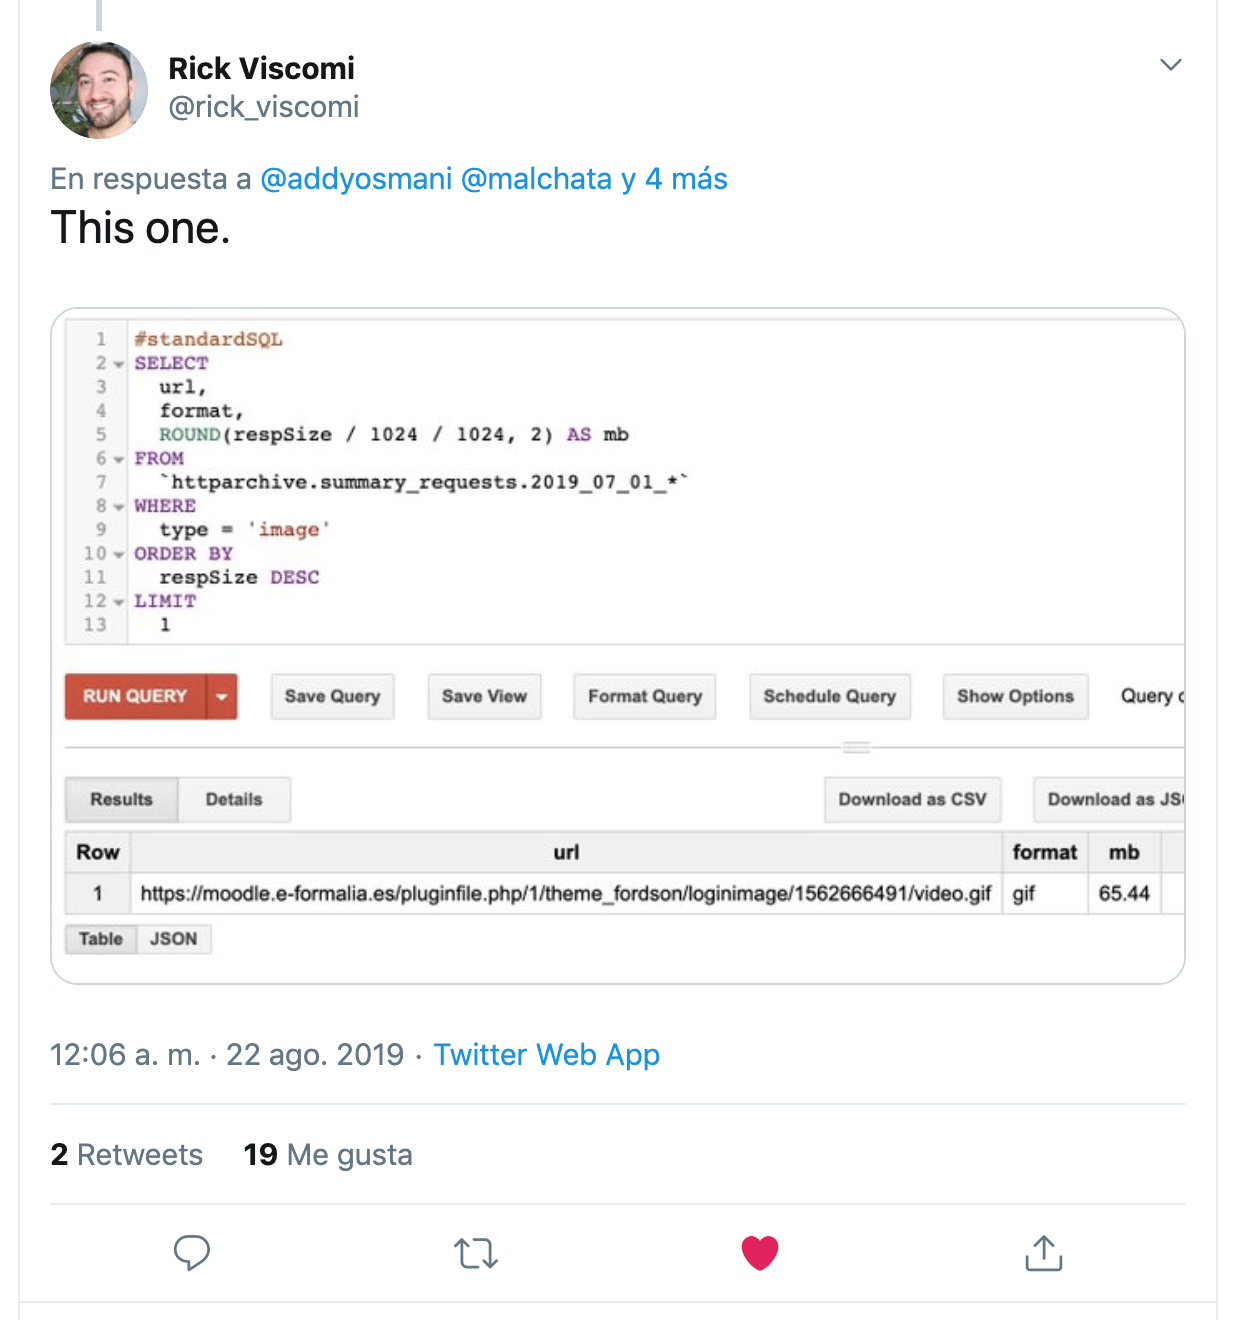 Rick Viscomi
@rick_viscomi
En respuesta a @addyosmani @malchata y 4 más
This one.
1 #standardSQL
2 SELECT
3 url,
4 format,
5 ROUND(respSize / 1024 / 1024, 2) AS mb
6 FROM
7 `httparchive.summary_requests.2019_07_01_*`
8 WHERE
9 type = 'image'
10 ORDER BY
11 respSize DESC
12 LIMIT
13 1
RUN QUERY Save Query Save View Format Query Schedule Query Show Options Query
Results Details Download as CSV Download as
Row url format mb
1 https://moodle.e-formalia.es/pluginfile.php/1/theme_fordson/loginimage/1562666491/video.gif gif 65.44
Table JSON
12:06 a. m. · 22 ago. 2019 · Twitter Web App
2 Retweets 19 Me gusta